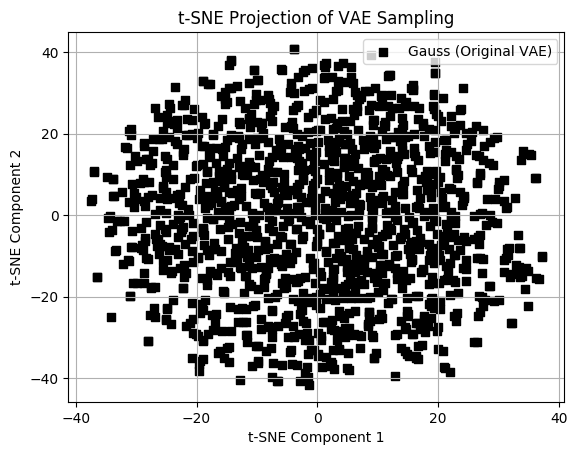 t-SNE Projection of VAE Sampling
Gauss (Original VAE)
40
20
0
−20
−40
t-SNE Component 2
−40
−20
0
20
40
t-SNE Component 1